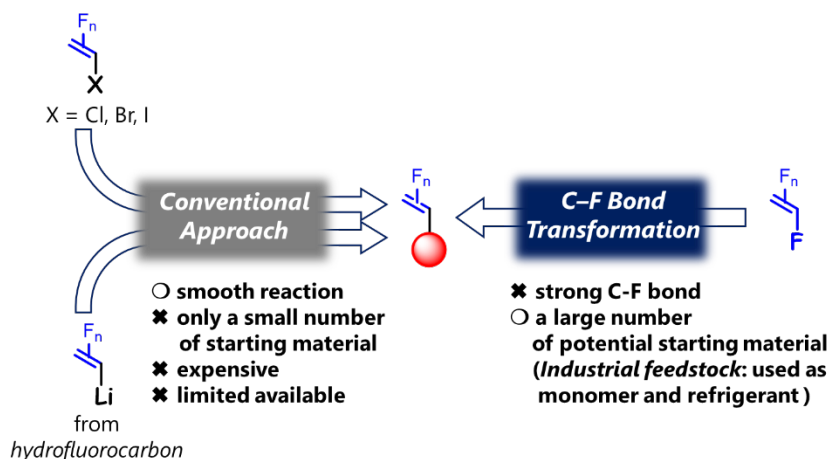 Fn
X
X = Cl, Br, I
Conventional
Approach
Fn
C–F Bond
Transformation
Fn
F
❍ smooth reaction
✖ only a small number
of starting material
✖ expensive
✖ limited available
✖ strong C-F bond
❍ a large number
of potential starting material
(Industrial feedstock: used as
monomer and refrigerant )
Fn
Li
from
hydrofluorocarbon